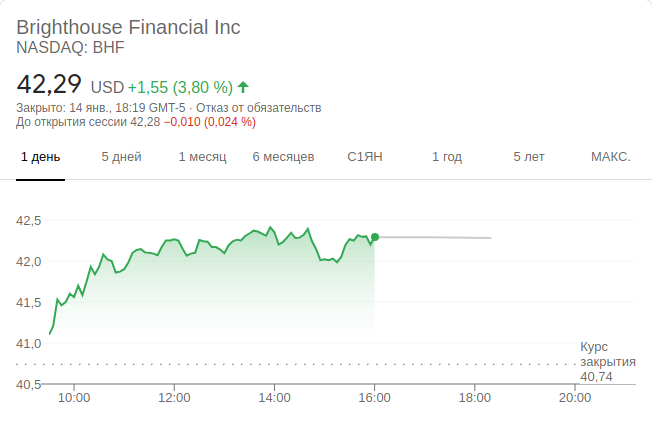 Brighthouse Financial Inc
NASDAQ: BHF
42,29 USD +1,55 (3,80 %)
Закрыто: 14 янв., 18:19 GMT-5 · Отказ от обязательств
До открытия сессии 42,28 −0,010 (0,024 %)
1 день 5 дней 1 месяц 6 месяцев С1ЯН 1 год 5 лет МАКС.
42,5
42,0
41,5
41,0
Курс
закрытия
40,74
40,5
10:00 12:00 14:00 16:00 18:00 20:00